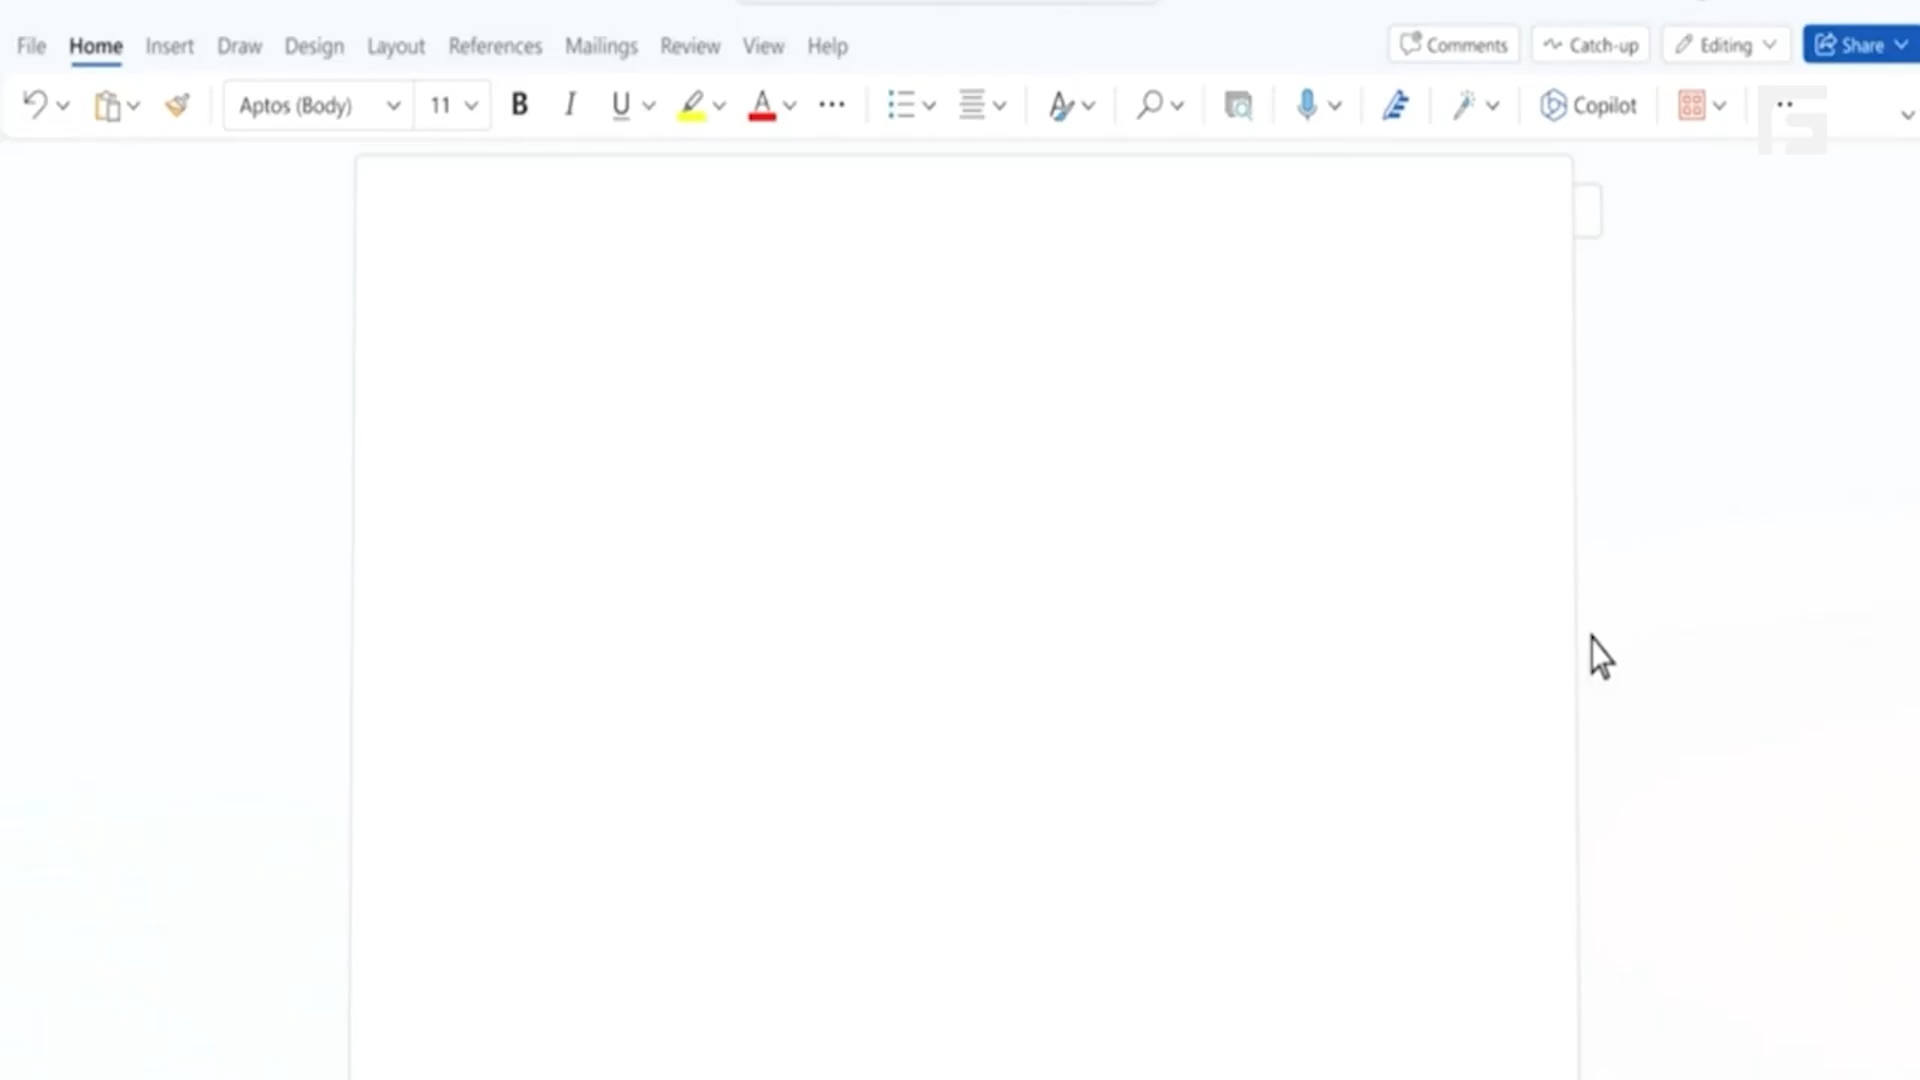 File Home Insert Draw Design Layout References Mailings Review View Help Comments Catch-up Editing Share
Aptos (Body) 11 B I U A Copilot